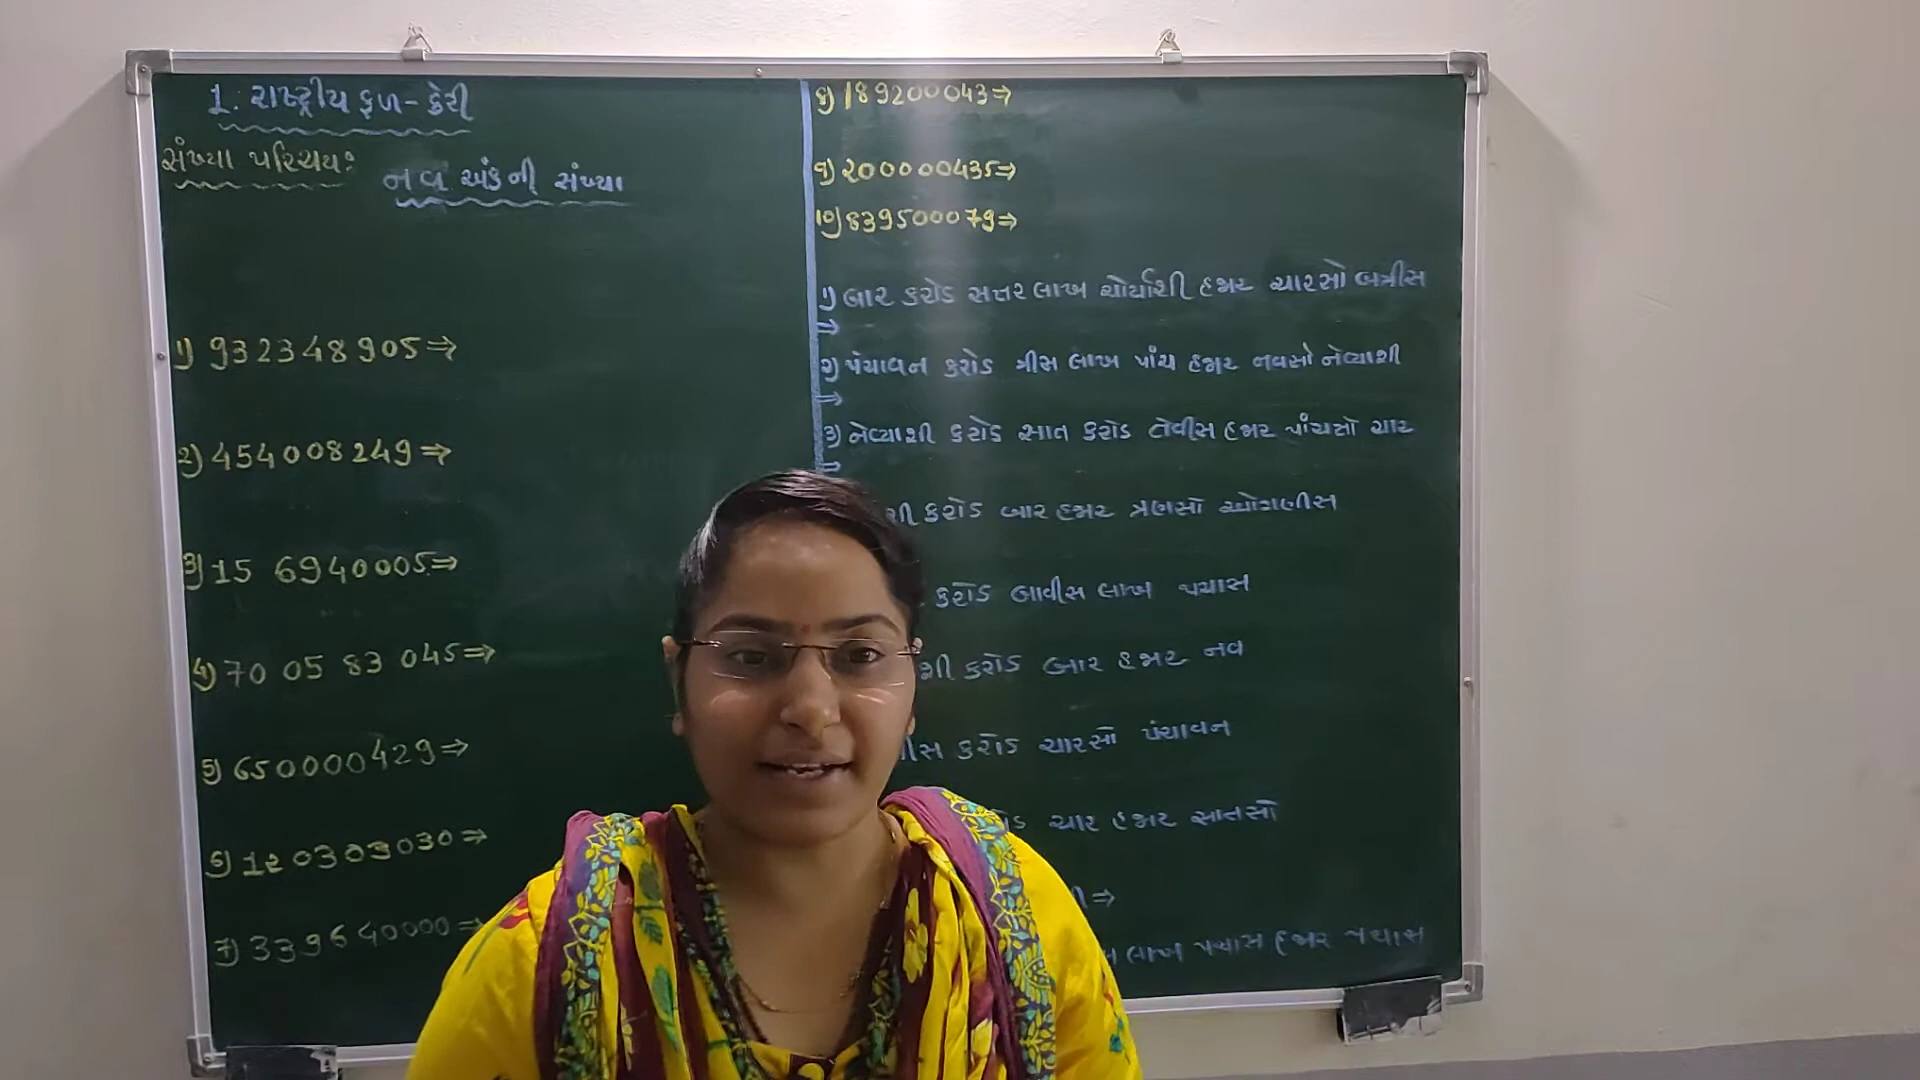 1. રાષ્ટ્રીય ફળ - કેરી
સંખ્યા પરિચય:
નવ અંકની સંખ્યા
1) 932348905⇒
2) 454008249⇒
3) 15 6940005⇒
4) 70 05 83 045⇒
5) 650000429⇒
6) 120303030⇒
7) 339640000⇒
8) 189200043⇒
9) 200000435⇒
10) 839500079⇒
1) બાર કરોડ સત્તર લાખ ચોર્યાશી હજાર ચારસો બત્રીસ
⇒
2) પંચાવન કરોડ ત્રીસ લાખ પાંચ હજાર નવસો નેવ્યાશી
⇒
3) નેવ્યાશી કરોડ સાત કરોડ તેવીસ હજાર પાંચસો ચાર
⇒
કરોડ બાર હજાર ત્રણસો ઓગણીસ
કરોડ બાવીસ લાખ પચાસ
કરોડ બાર હજાર નવ
કરોડ ચારસો પંચાવન
ચાર હજાર સાતસો
⇒
લાખ પચાસ હજાર પચાસ